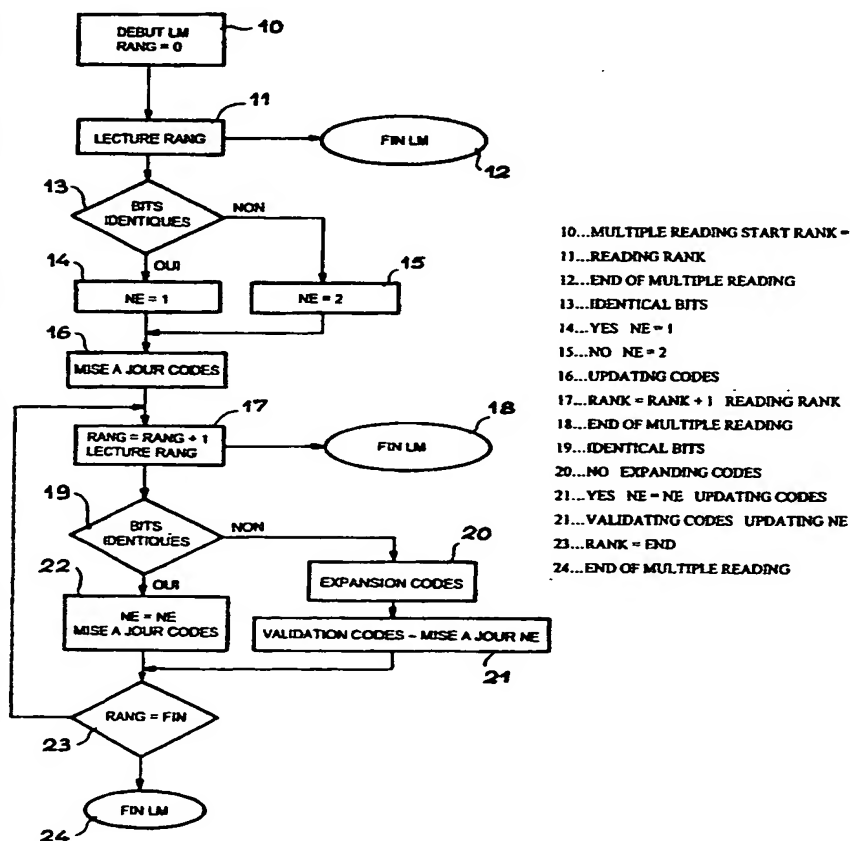 10
DEBUT LM
RANG = 0
11
LECTURE RANG
FIN LM
12
13
BITS
IDENTIQUES
NON
OUI
14
NE = 1
15
NE = 2
16
MISE A JOUR CODES
17
RANG = RANG + 1
LECTURE RANG
18
FIN LM
19
BITS
IDENTIQUES
NON
OUI
20
EXPANSION CODES
22
NE = NE
MISE A JOUR CODES
VALIDATION CODES - MISE A JOUR NE
21
RANG = FIN
23
FIN LM
24
10...MULTIPLE READING START RANK =
11...READING RANK
12...END OF MULTIPLE READING
13...IDENTICAL BITS
14...YES NE = 1
15...NO NE = 2
16...UPDATING CODES
17...RANK = RANK + 1 READING RANK
18...END OF MULTIPLE READING
19...IDENTICAL BITS
20...NO EXPANDING CODES
21...YES NE = NE UPDATING CODES
21...VALIDATING CODES UPDATING NE
23...RANK = END
24...END OF MULTIPLE READING